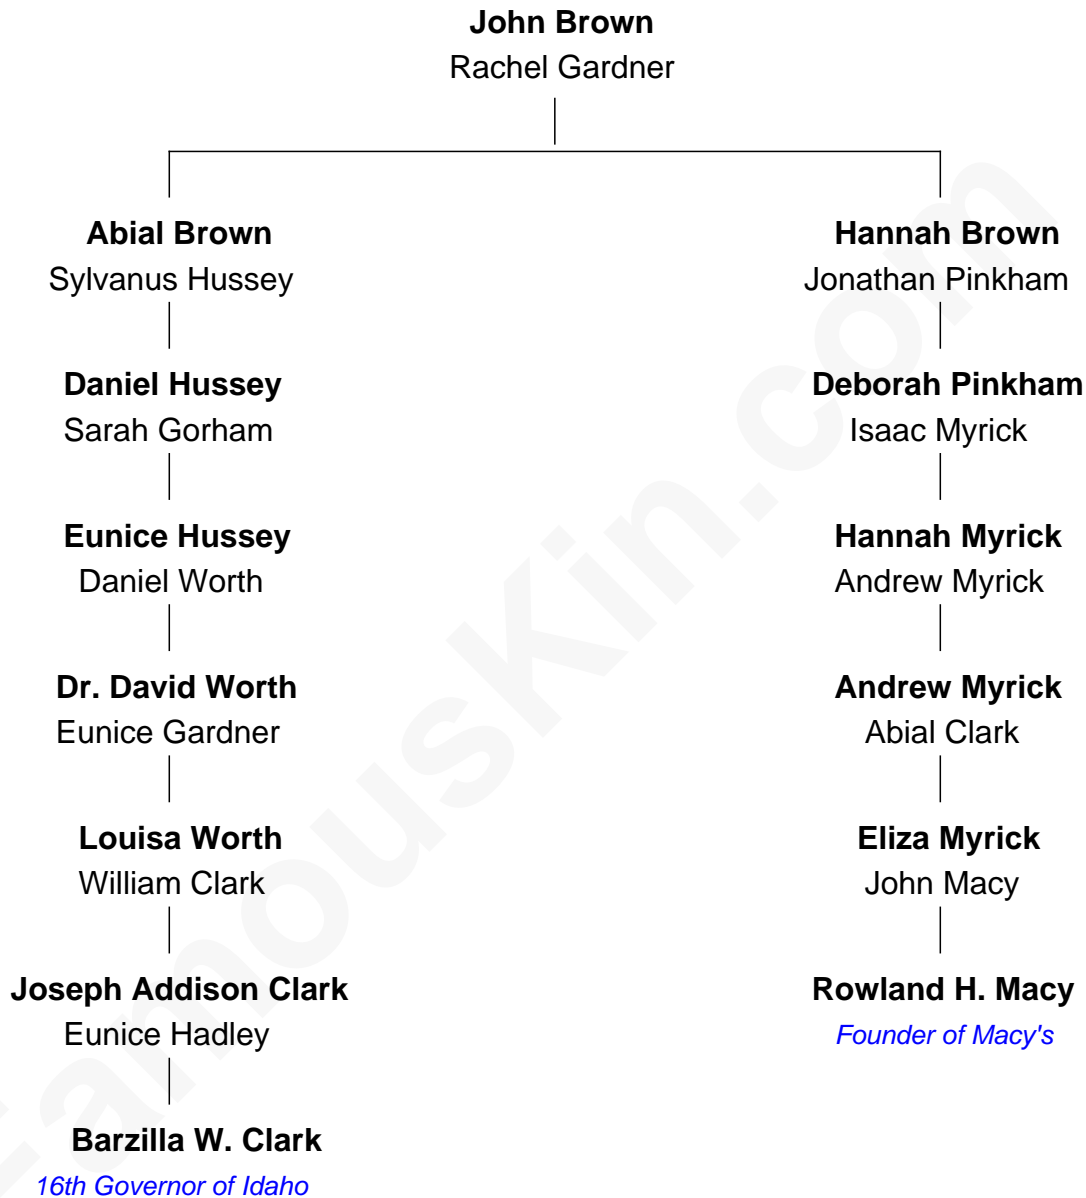 John Brown
Rachel Gardner
Abial Brown
Sylvanus Hussey
Hannah Brown
Jonathan Pinkham
Daniel Hussey
Sarah Gorham
Deborah Pinkham
Isaac Myrick
Eunice Hussey
Daniel Worth
Hannah Myrick
Andrew Myrick
Dr. David Worth
Eunice Gardner
Andrew Myrick
Abial Clark
Louisa Worth
William Clark
Eliza Myrick
John Macy
Joseph Addison Clark
Eunice Hadley
Rowland H. Macy
Founder of Macy's
Barzilla W. Clark
16th Governor of Idaho
FamousKin.com